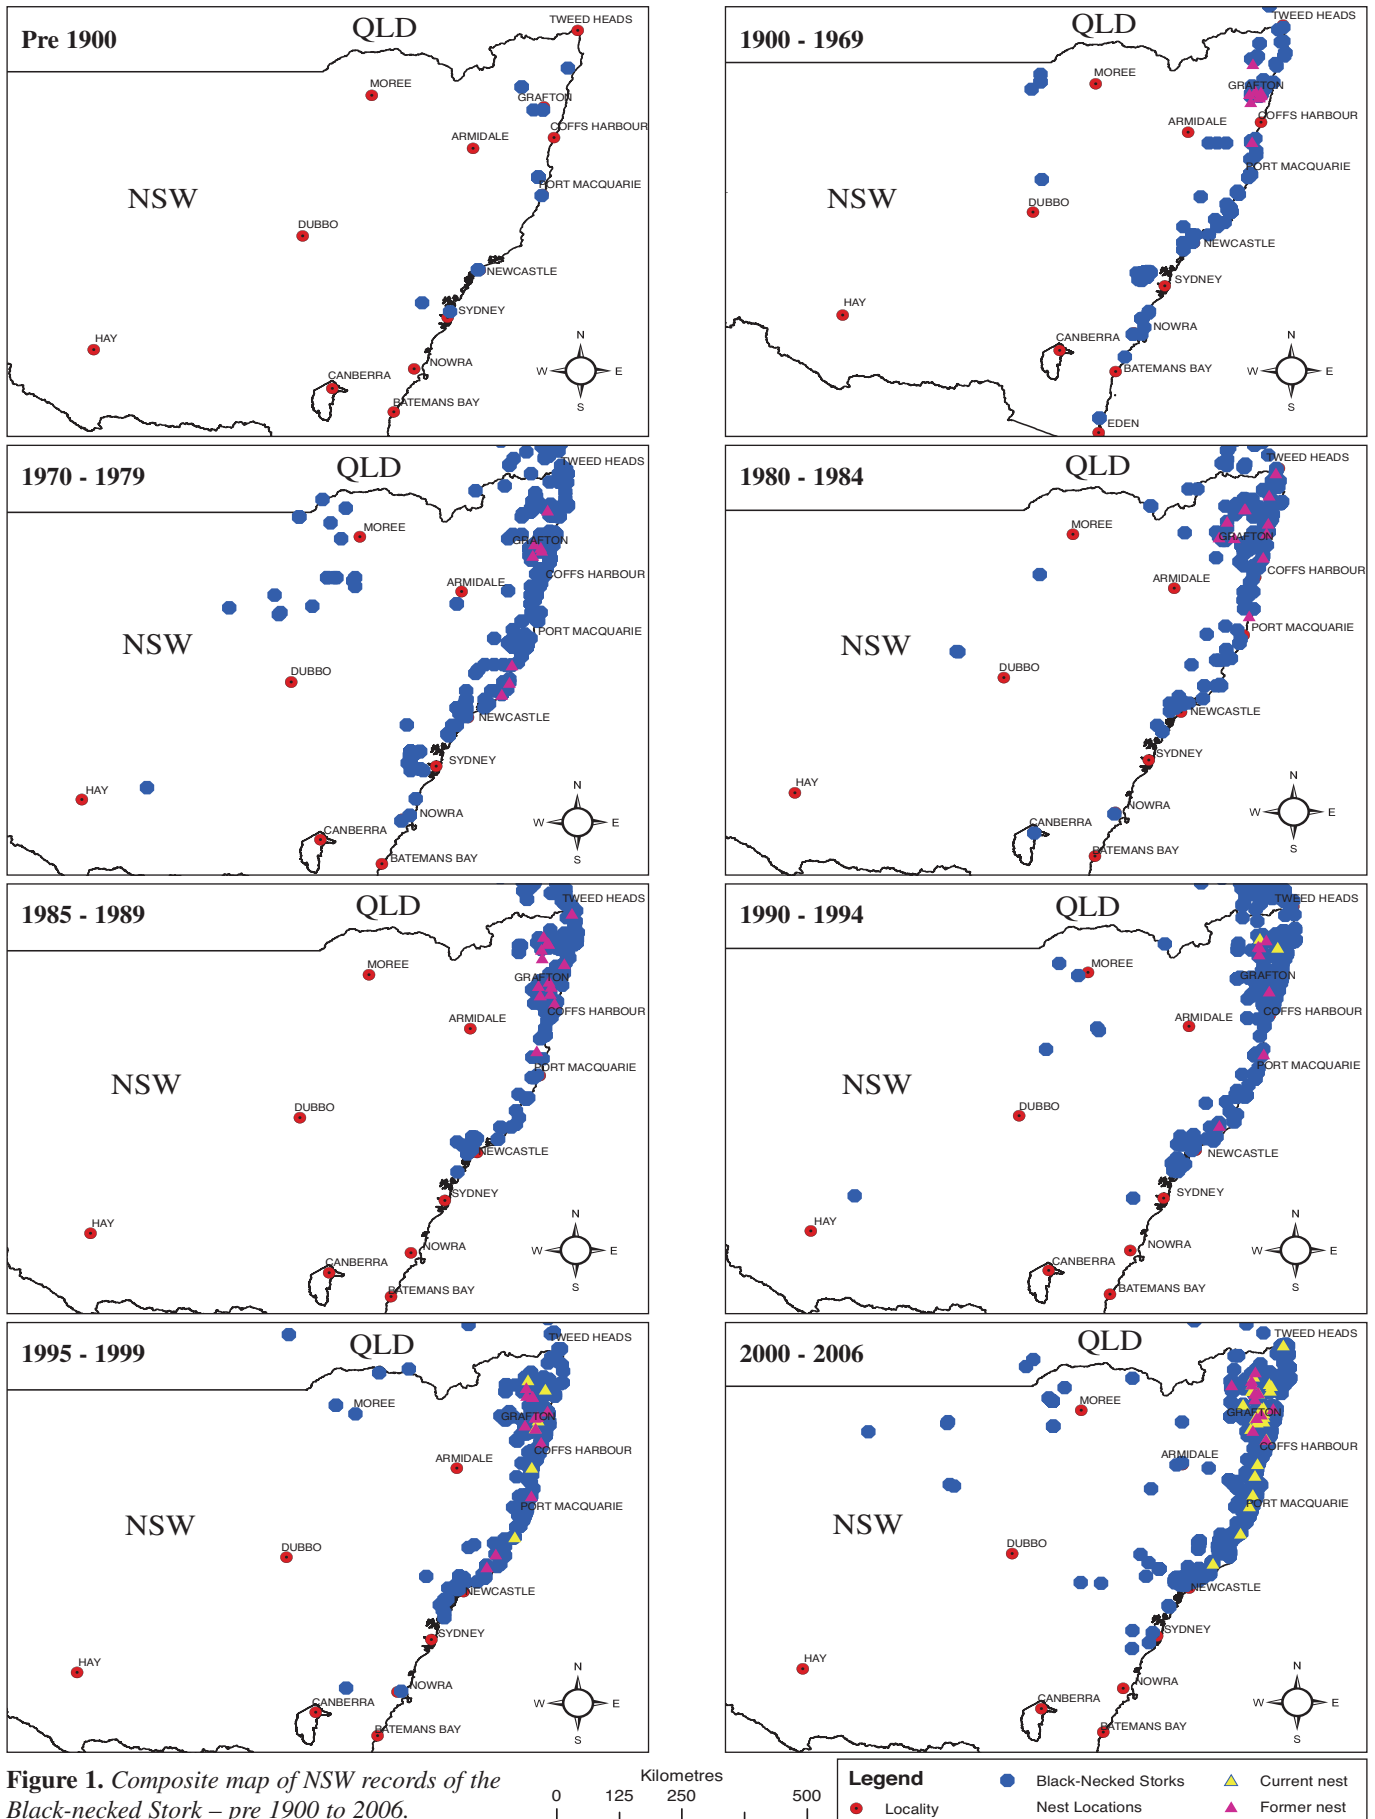 Pre 1900
QLD
TWEED HEADS
MOREE
GRAFTON
COFFS HARBOUR
ARMIDALE
NSW
PORT MACQUARIE
DUBBO
NEWCASTLE
SYDNEY
HAY
NOWRA
CANBERRA
BATEMANS BAY
N
W E
S
1900 - 1969
QLD
TWEED HEADS
MOREE
GRAFTON
COFFS HARBOUR
ARMIDALE
PORT MACQUARIE
NSW
DUBBO
NEWCASTLE
SYDNEY
HAY
NOWRA
CANBERRA
BATEMANS BAY
EDEN
N
W E
S
1970 - 1979
QLD
TWEED HEADS
MOREE
GRAFTON
COFFS HARBOUR
ARMIDALE
PORT MACQUARIE
NSW
DUBBO
NEWCASTLE
SYDNEY
HAY
NOWRA
CANBERRA
BATEMANS BAY
N
W E
S
1980 - 1984
QLD
TWEED HEADS
MOREE
GRAFTON
COFFS HARBOUR
ARMIDALE
PORT MACQUARIE
NSW
DUBBO
NEWCASTLE
SYDNEY
HAY
NOWRA
CANBERRA
BATEMANS BAY
N
W E
S
1985 - 1989
QLD
TWEED HEADS
MOREE
GRAFTON
COFFS HARBOUR
ARMIDALE
PORT MACQUARIE
NSW
DUBBO
NEWCASTLE
SYDNEY
HAY
NOWRA
CANBERRA
BATEMANS BAY
N
W E
S
1990 - 1994
QLD
TWEED HEADS
MOREE
GRAFTON
COFFS HARBOUR
ARMIDALE
PORT MACQUARIE
NSW
DUBBO
NEWCASTLE
SYDNEY
HAY
NOWRA
CANBERRA
BATEMANS BAY
N
W E
S
1995 - 1999
QLD
TWEED HEADS
MOREE
GRAFTON
COFFS HARBOUR
ARMIDALE
PORT MACQUARIE
NSW
DUBBO
NEWCASTLE
SYDNEY
HAY
NOWRA
CANBERRA
BATEMANS BAY
N
W E
S
2000 - 2006
QLD
TWEED HEADS
MOREE
GRAFTON
COFFS HARBOUR
ARMIDALE
PORT MACQUARIE
NSW
DUBBO
NEWCASTLE
SYDNEY
HAY
NOWRA
CANBERRA
BATEMANS BAY
N
W E
S
Figure 1. Composite map of NSW records of the
Black-necked Stork – pre 1900 to 2006.
Kilometres
0 125 250 500
Legend
Black-Necked Storks
Current nest
Locality
Nest Locations
Former nest